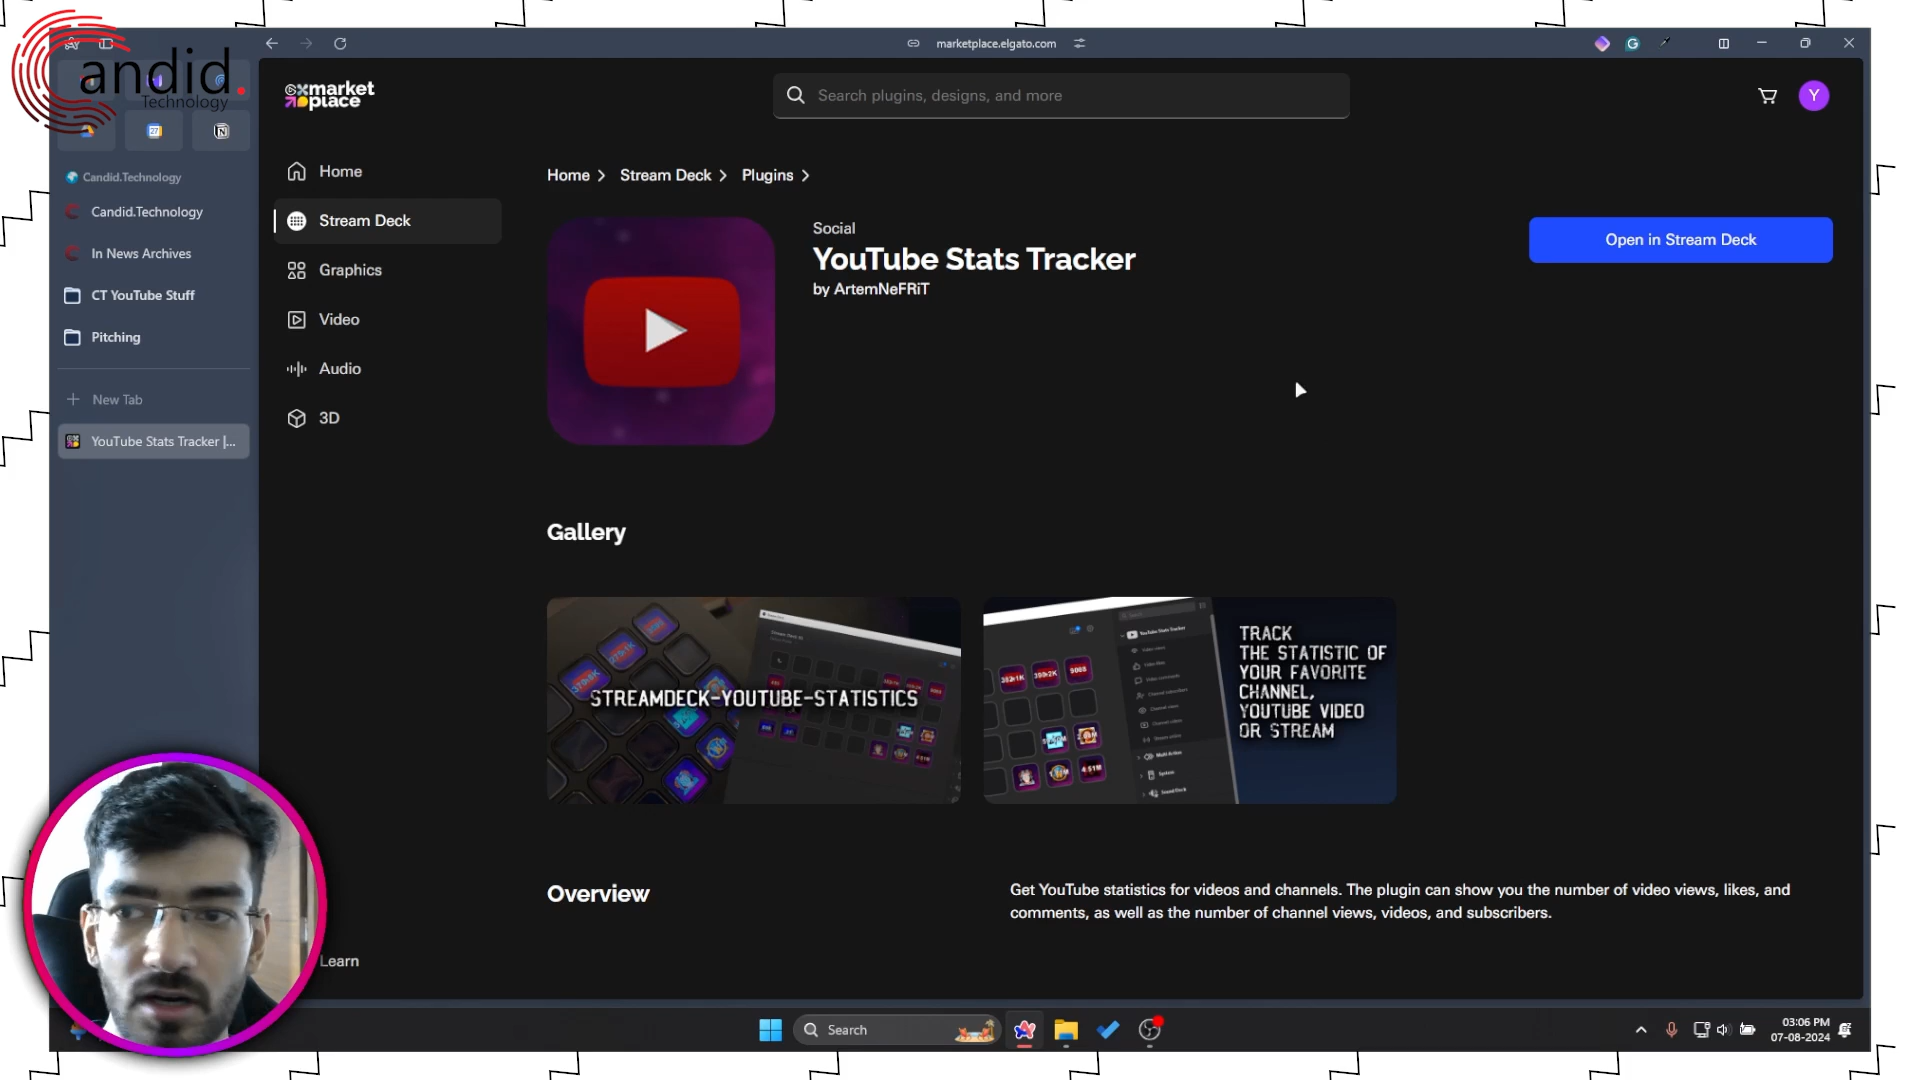 candid.
Technology
marketplace.elgato.com
market
place
Search plugins, designs, and more
Y
27
Candid.Technology
Candid.Technology
In News Archives
CT YouTube Stuff
Pitching
New Tab
YouTube Stats Tracker |...
Home
Stream Deck
Graphics
Video
Audio
3D
Learn
Home
Stream Deck
Plugins
Social
YouTube Stats Tracker
by ArtemNeFRiT
Open in Stream Deck
Gallery
STREAMDECK-YOUTUBE-STATISTICS
YouTube Stats Tracker
TRACK
THE STATISTIC OF
YOUR FAVORITE
CHANNEL,
YOUTUBE VIDEO
OR STREAM
Overview
Get YouTube statistics for videos and channels. The plugin can show you the number of video views, likes, and
comments, as well as the number of channel views, videos, and subscribers.
Search
03:06 PM
07-08-2024